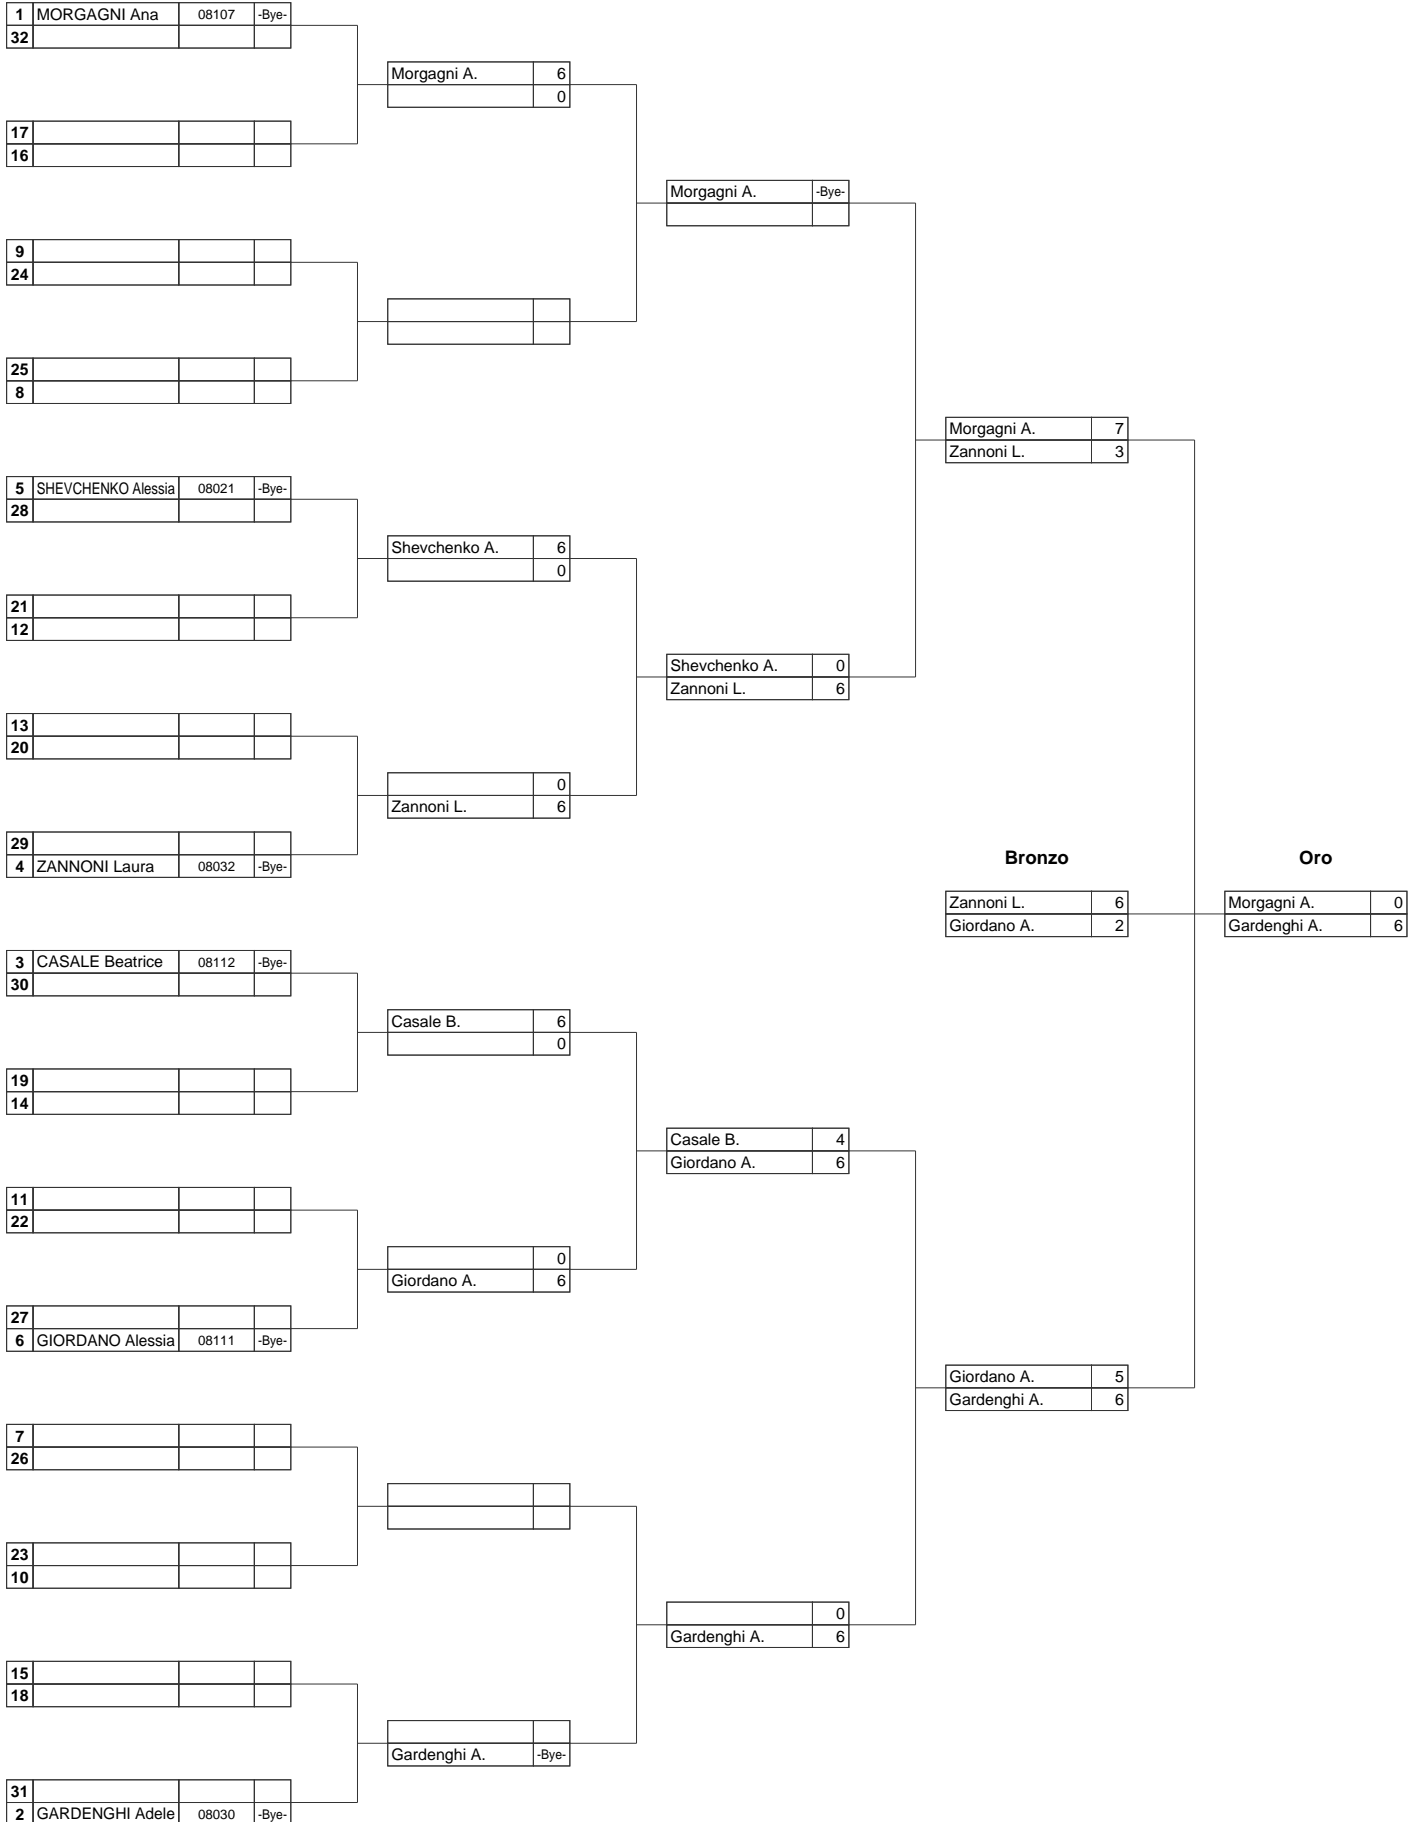 1 MORGAGNI Ana 08107 -Bye-
32
Morgagni A. 6
0
17
16
Morgagni A. -Bye-
9
24
25
8
Morgagni A. 7
Zannoni L. 3
5 SHEVCHENKO Alessia 08021 -Bye-
28
Shevchenko A. 6
0
21
12
Shevchenko A. 0
Zannoni L. 6
13
20
0
Zannoni L. 6
29
4 ZANNONI Laura 08032 -Bye-
Bronzo
Oro
Zannoni L. 6
Giordano A. 2
Morgagni A. 0
Gardenghi A. 6
3 CASALE Beatrice 08112 -Bye-
30
Casale B. 6
0
19
14
Casale B. 4
Giordano A. 6
11
22
0
Giordano A. 6
27
6 GIORDANO Alessia 08111 -Bye-
Giordano A. 5
Gardenghi A. 6
7
26
23
10
0
Gardenghi A. 6
15
18
Gardenghi A. -Bye-
31
2 GARDENGHI Adele 08030 -Bye-